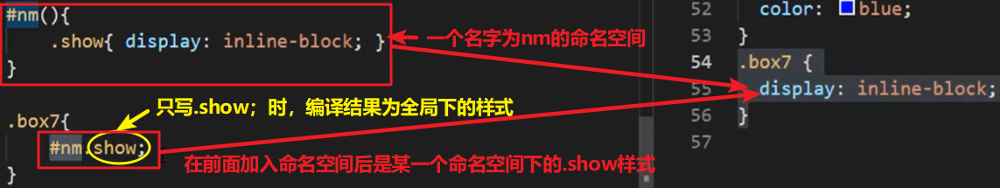 #nm(){
.show{ display: inline-block; }
}
一个名字为nm的命名空间
只写.show；时，编译结果为全局下的样式
.box7{
#nm.show;
}
在前面加入命名空间后是某一个命名空间下的.show样式
52 color: blue;
53 }
54 .box7 {
55 display: inline-block;
56 }
57